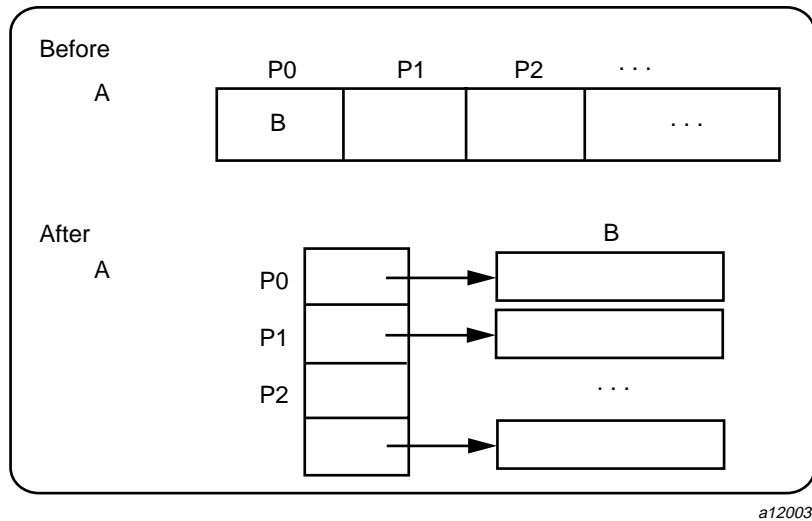 Before
P0 P1 P2 . . .
A
B . . .
After
B
A
P0
P1
P2
. . .
a12003